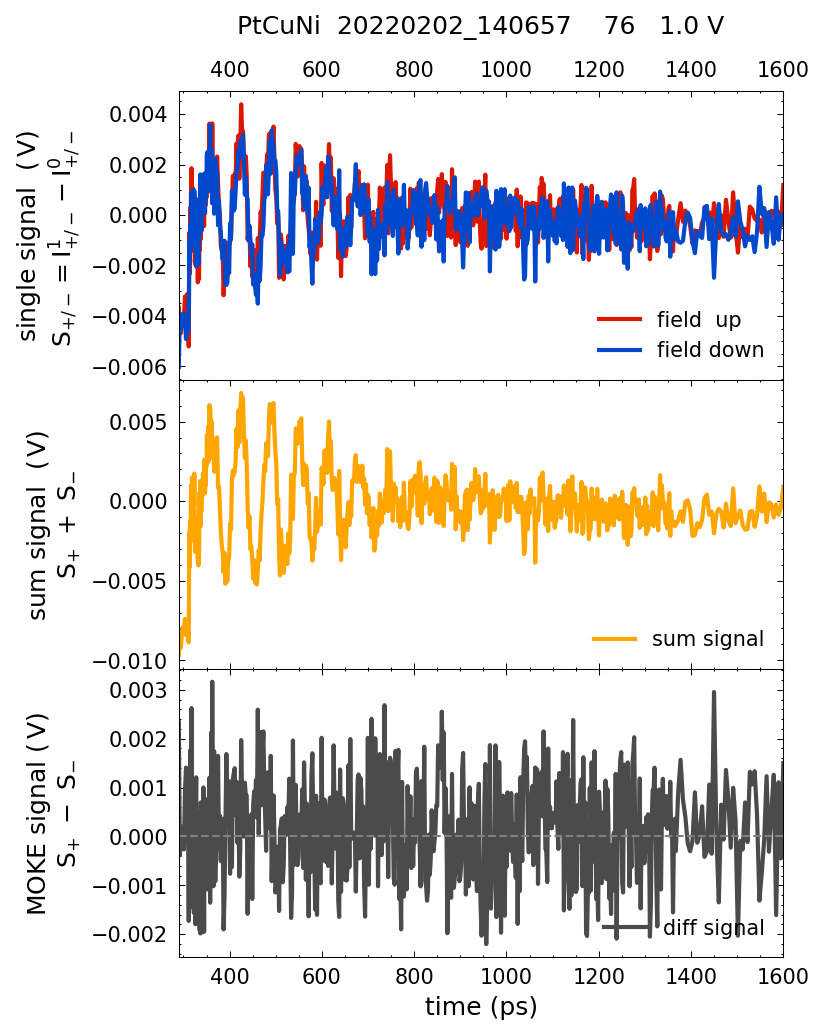 PtCuNi  20220202_140657    76   1.0 V
400 600 800 1000 1200 1400 1600
single signal  ( V)
S+/− = I¹+/− − I⁰+/−
0.004
0.002
0.000
−0.002
−0.004
−0.006
field  up
field down
sum signal  (V)
S₊ + S₋
0.005
0.000
−0.005
−0.010
sum signal
MOKE signal (V)
S₊ − S₋
0.003
0.002
0.001
0.000
−0.001
−0.002
diff signal
400 600 800 1000 1200 1400 1600
time (ps)